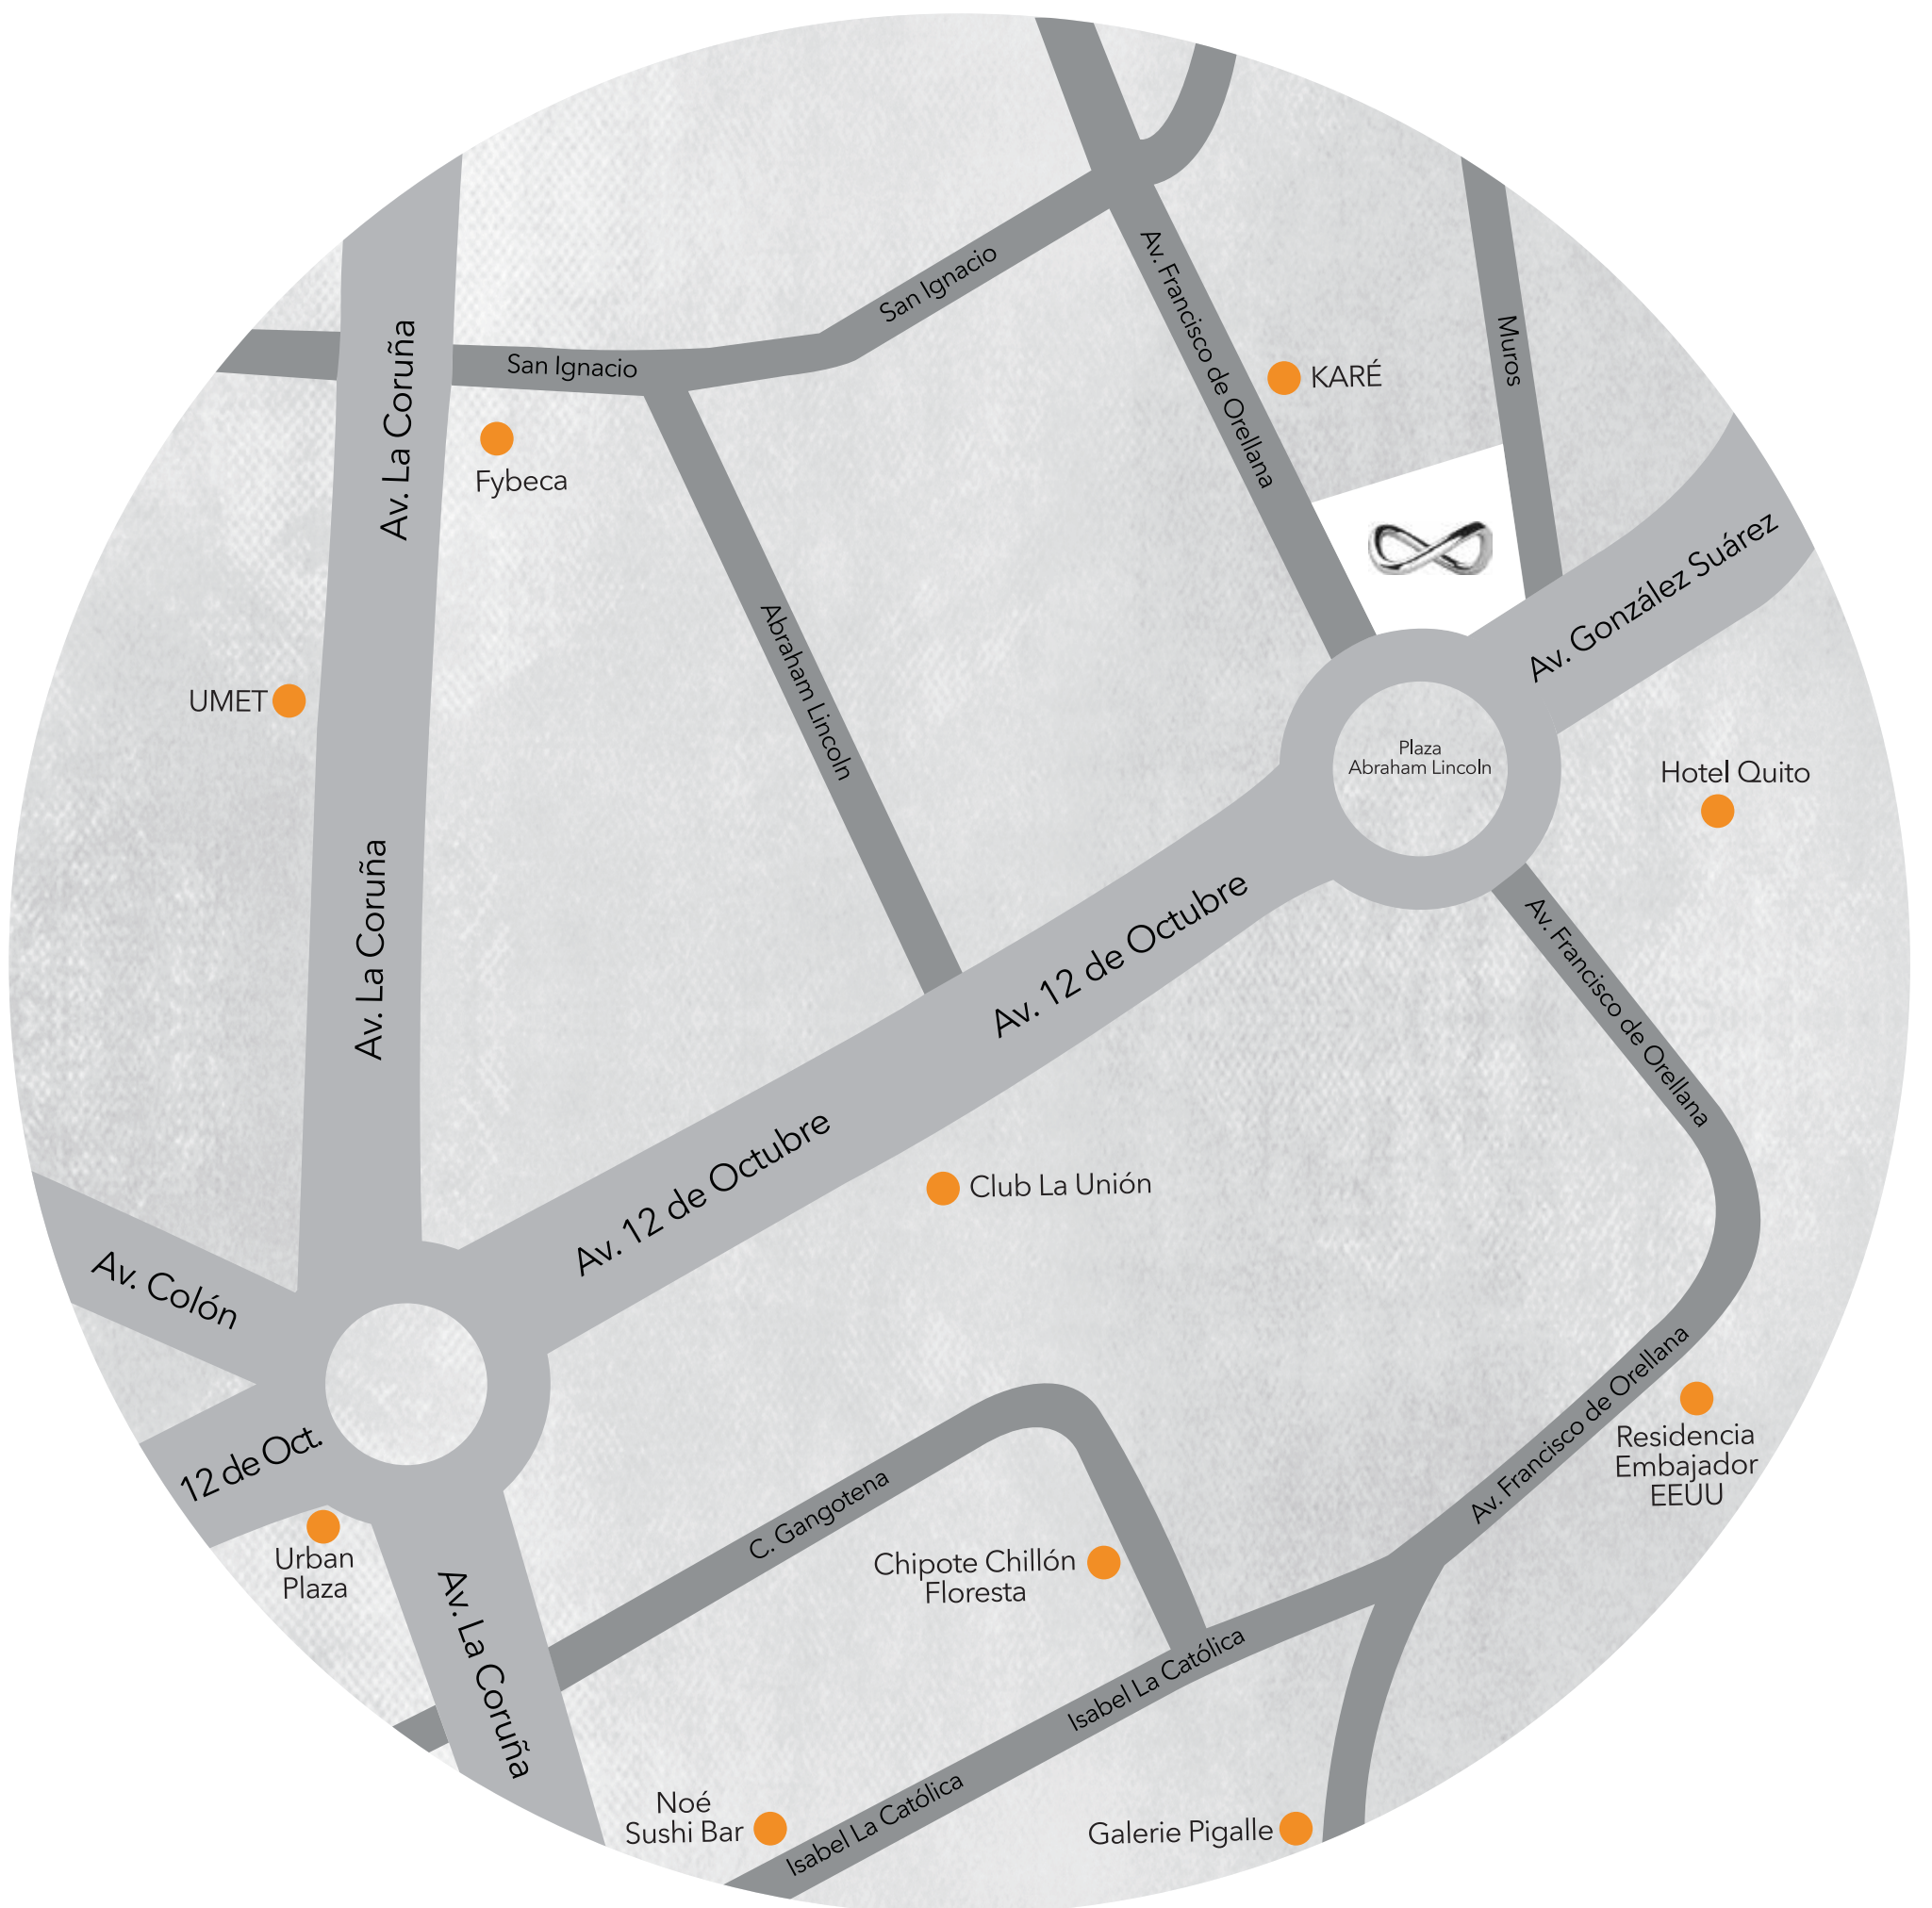 San Ignacio
Av. Francisco de Orellana
Muros
Av. La Coruña
San Ignacio
KARÉ
Fybeca
Av. González Suárez
Abraham Lincoln
UMET
Plaza
Abraham Lincoln
Hotel Quito
Av. La Coruña
Av. 12 de Octubre
Av. Francisco de Orellana
Av. 12 de Octubre
Club La Unión
Av. Colón
12 de Oct.
Av. Francisco de Orellana
Residencia
Embajador
EEUU
C. Gangotena
Urban
Plaza
Chipote Chillón
Floresta
Av. La Coruña
Isabel La Católica
Isabel La Católica
Noé
Sushi Bar
Galerie Pigalle